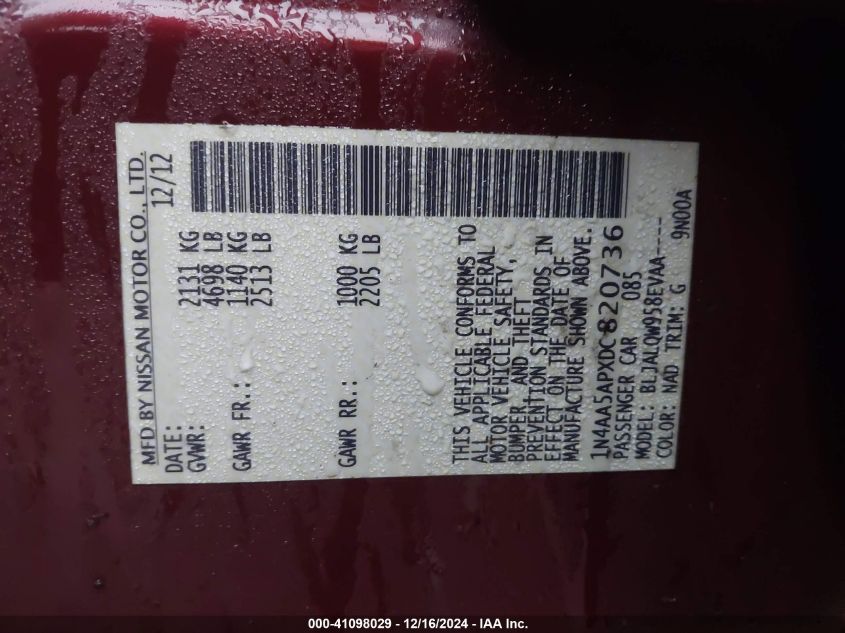 MFD BY NISSAN MOTOR CO., LTD.
DATE: 12/12
GVWR: 2131 KG
4698 LB
GAWR FR.: 1140 KG
2513 LB
GAWR RR.: 1000 KG
2205 LB
THIS VEHICLE CONFORMS TO
ALL APPLICABLE FEDERAL
MOTOR VEHICLE SAFETY,
BUMPER, AND THEFT
PREVENTION STANDARDS IN
EFFECT ON THE DATE OF
MANUFACTURE SHOWN ABOVE.
1N4AA5APXDC820736
PASSENGER CAR 085
MODEL: BLJALQW958EVAA----
COLOR: NAD TRIM: G 9N00A
000-41098029 - 12/16/2024 - IAA Inc.